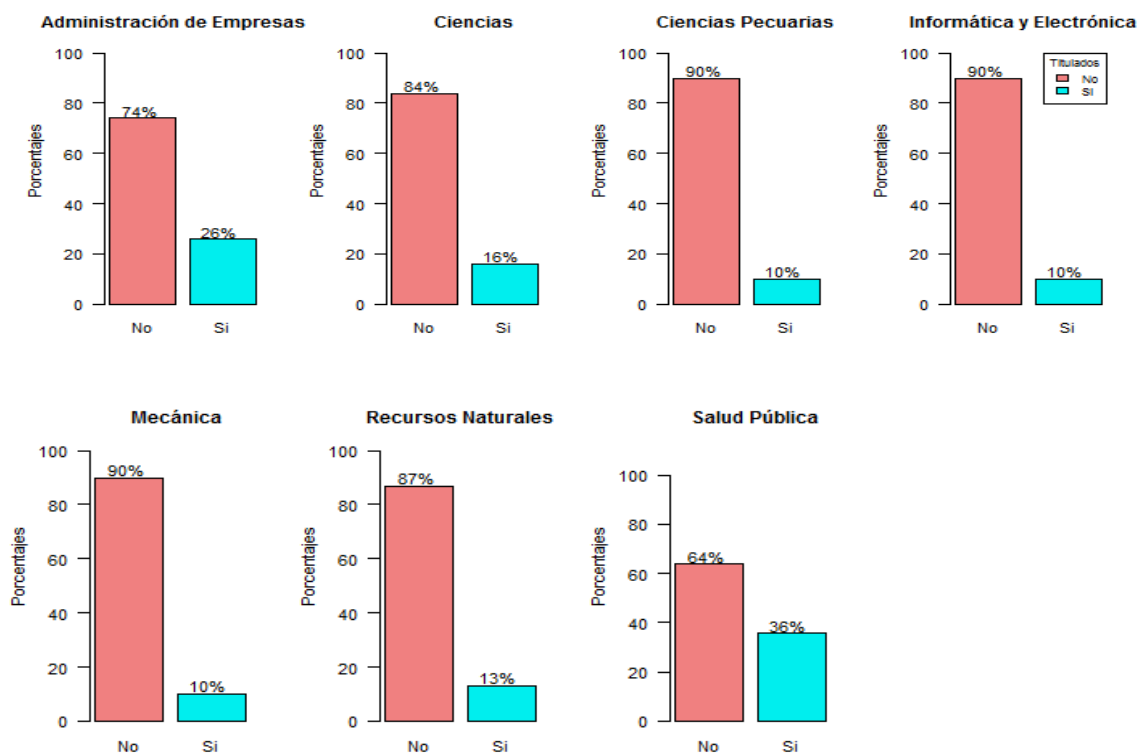 Administración de Empresas
Ciencias
Ciencias Pecuarias
Informática y Electrónica
Porcentajes
100
80
60
40
20
0
74%
26%
No
Si
Porcentajes
100
80
60
40
20
0
84%
16%
No
Si
Porcentajes
100
80
60
40
20
0
90%
10%
No
Si
Porcentajes
100
80
60
40
20
0
90%
10%
No
Si
Titulados
No
Si
Mecánica
Recursos Naturales
Salud Pública
Porcentajes
100
80
60
40
20
0
90%
10%
No
Si
Porcentajes
100
80
60
40
20
0
87%
13%
No
Si
Porcentajes
100
80
60
40
20
0
64%
36%
No
Si